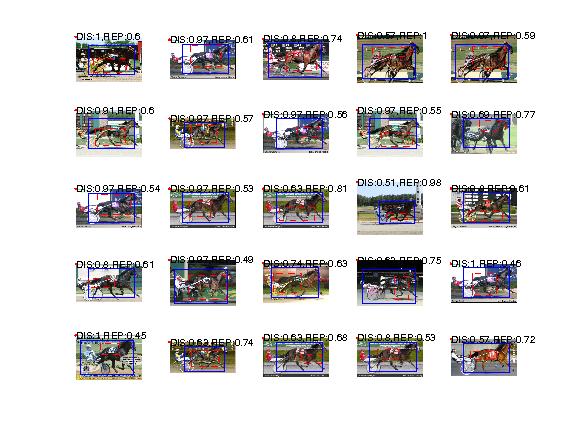 DIS:1,REP:0.6
DIS:0.97,REP:0.61
DIS:0.8,REP:0.74
DIS:0.57,REP:1
DIS:0.97,REP:0.59
DIS:0.91,REP:0.6
DIS:0.97,REP:0.57
DIS:0.97,REP:0.56
DIS:0.97,REP:0.55
DIS:0.69,REP:0.77
DIS:0.97,REP:0.54
DIS:0.97,REP:0.53
DIS:0.63,REP:0.81
DIS:0.51,REP:0.98
DIS:0.8,REP:0.61
DIS:0.8,REP:0.61
DIS:0.97,REP:0.49
DIS:0.74,REP:0.63
DIS:0.63,REP:0.75
DIS:1,REP:0.46
DIS:1,REP:0.45
DIS:0.63,REP:0.74
DIS:0.63,REP:0.68
DIS:0.8,REP:0.53
DIS:0.57,REP:0.72